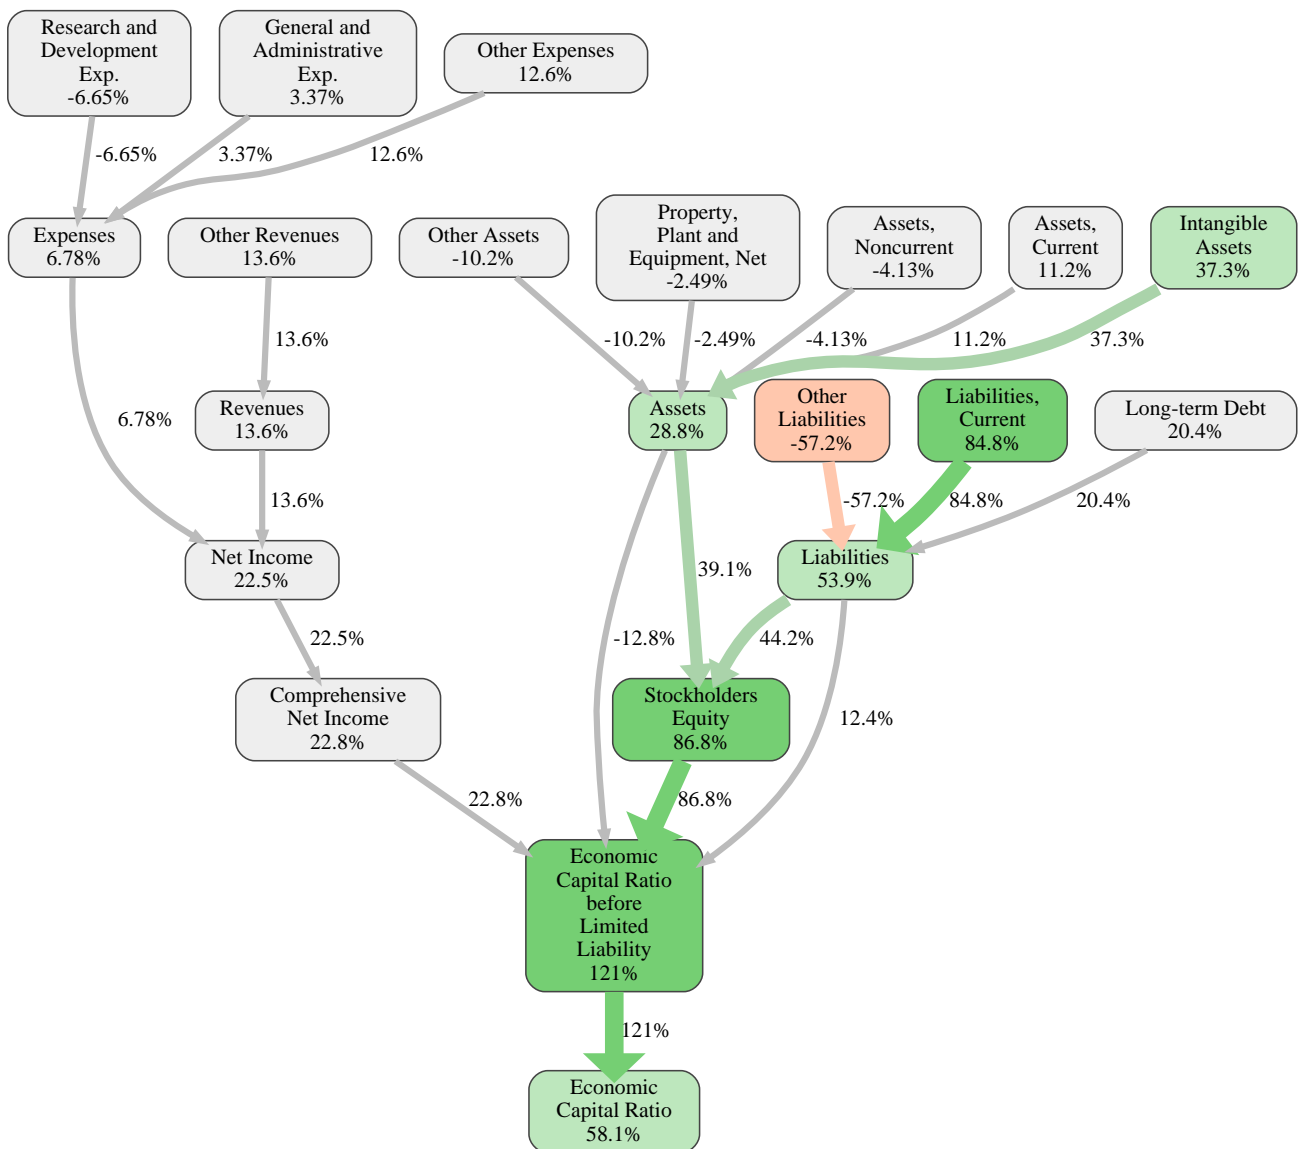 Research and
Development
Exp.
-6.65%
General and
Administrative
Exp.
3.37%
Other Expenses
12.6%
-6.65%
3.37%
12.6%
Expenses
6.78%
Other Revenues
13.6%
Other Assets
-10.2%
Property,
Plant and
Equipment, Net
-2.49%
Assets,
Noncurrent
-4.13%
Assets,
Current
11.2%
Intangible
Assets
37.3%
13.6%
-10.2%
-2.49%
-4.13%
11.2%
37.3%
6.78%
Revenues
13.6%
Assets
28.8%
Other
Liabilities
-57.2%
Liabilities,
Current
84.8%
Long-term Debt
20.4%
13.6%
-57.2%
84.8%
20.4%
Net Income
22.5%
39.1%
Liabilities
53.9%
22.5%
-12.8%
44.2%
Comprehensive
Net Income
22.8%
Stockholders
Equity
86.8%
12.4%
22.8%
86.8%
Economic
Capital Ratio
before
Limited
Liability
121%
121%
Economic
Capital Ratio
58.1%